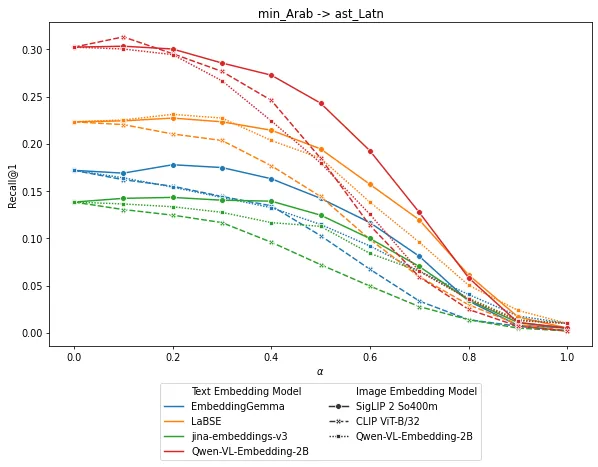 min_Arab -> ast_Latn
Recall@1
0.30
0.25
0.20
0.15
0.10
0.05
0.00
0.0 0.2 0.4 0.6 0.8 1.0
α
Text Embedding Model
EmbeddingGemma
LaBSE
jina-embeddings-v3
Qwen-VL-Embedding-2B
Image Embedding Model
SigLIP 2 So400m
CLIP ViT-B/32
Qwen-VL-Embedding-2B